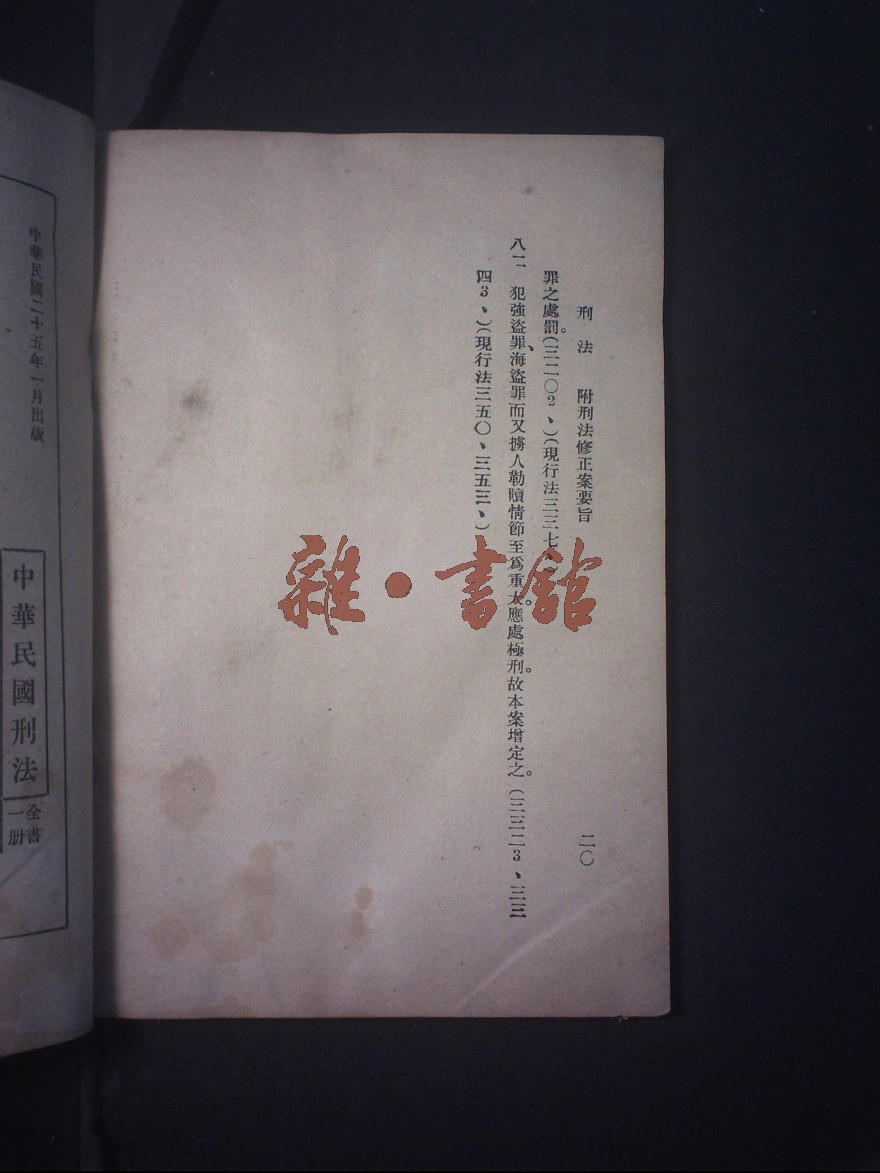 刑法　附刑法修正案要旨　二〇
罪之處罰。（三二〇2、）（現行法三三七、
八一　犯強盜罪、海盜罪而又擄人勒贖情節至爲重大。應處極刑。故本案增定之。（三三二3、三三
四3、）（現行法三五〇、三五三、）
雜・書館
中華民國二十五年一月出版
中華民國刑法
全書
一册